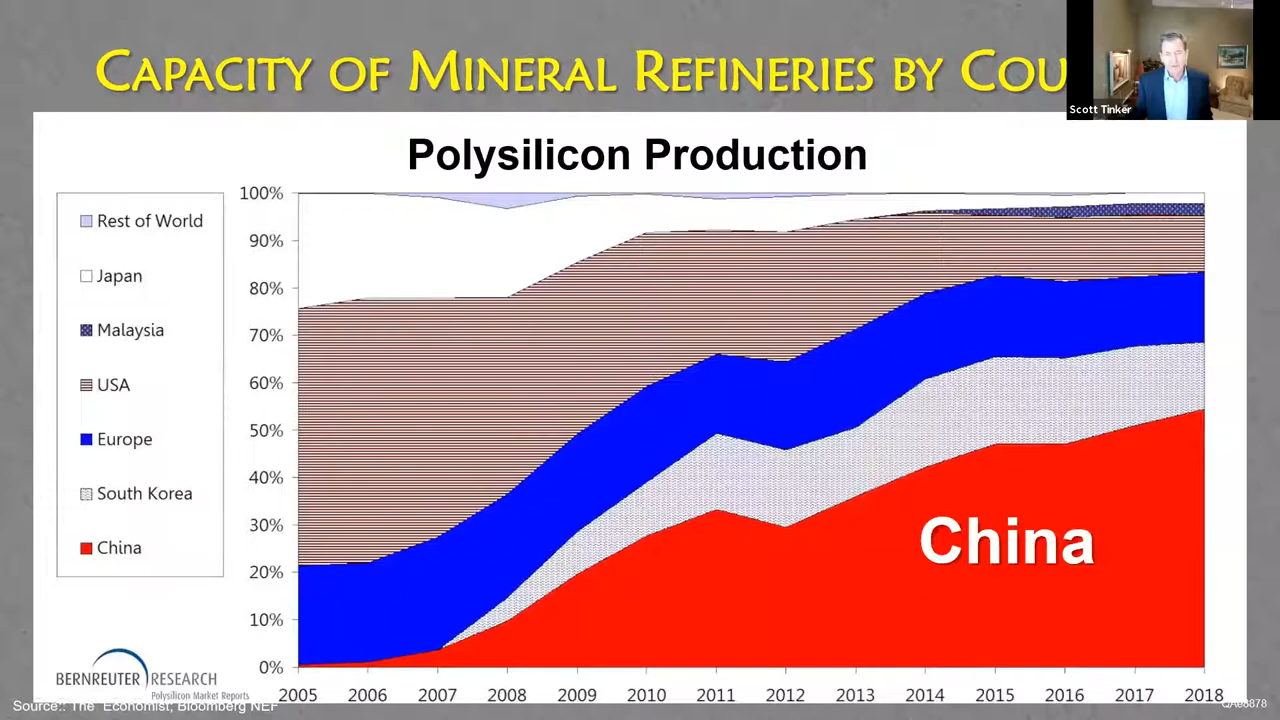 CAPACITY OF MINERAL REFINERIES BY COU
Scott Tinker
Polysilicon Production
Rest of World
Japan
Malaysia
USA
Europe
South Korea
China
100%
90%
80%
70%
60%
50%
40%
30%
20%
10%
0%
China
2005 2006 2007 2008 2009 2010 2011 2012 2013 2014 2015 2016 2017 2018
BERNREUTER RESEARCH
Polysilicon Market Reports
Source:: The Economist; Bloomberg NEF
QAe8878